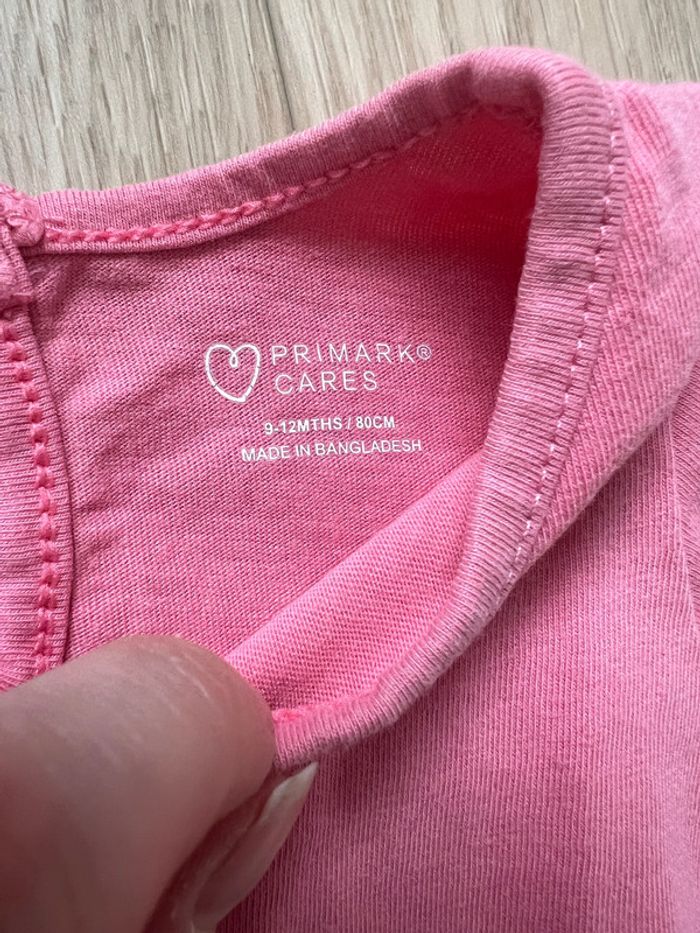 PRIMARK®
CARES
9-12MTHS / 80CM
MADE IN BANGLADESH